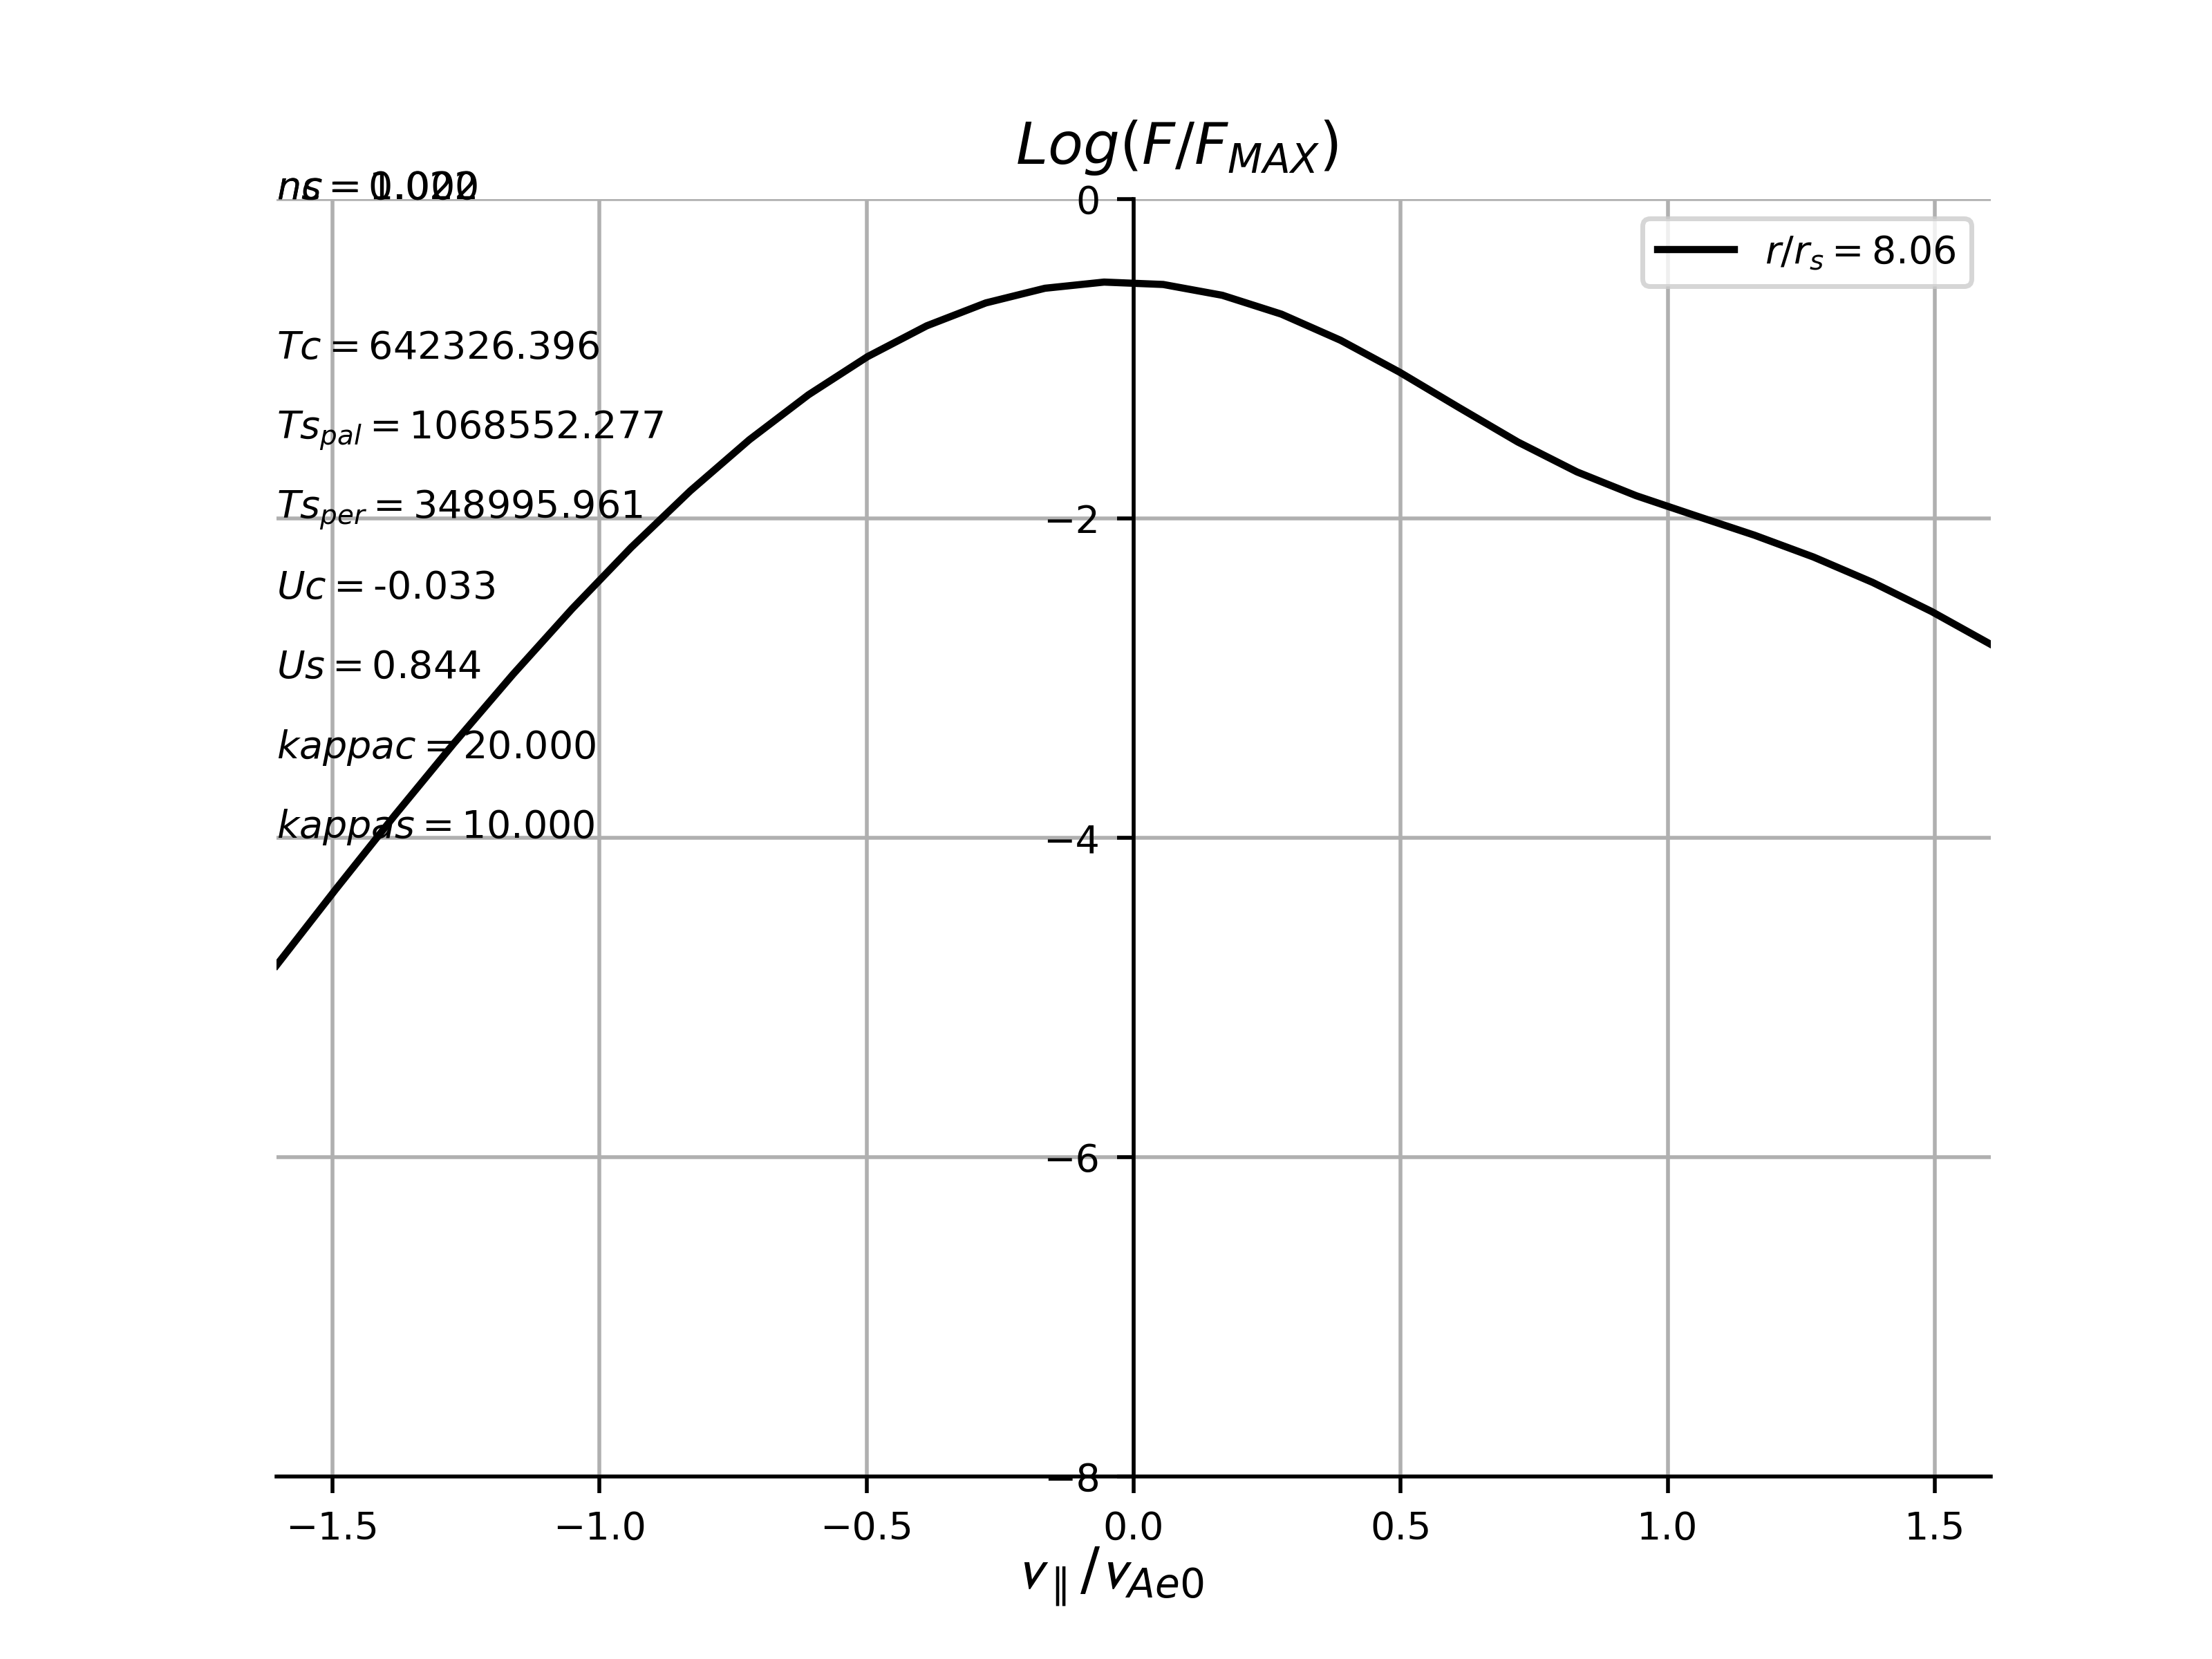 Log(F/F_MAX)
0
r/r_s = 8.06
Tc = 642326.396
Ts_pal = 1068552.277
Ts_per = 348995.961
−2
Uc = -0.033
Us = 0.844
kappac = 20.000
kappas = 10.000
−4
−6
−8
−1.5 −1.0 −0.5 0.0 0.5 1.0 1.5
v_∥/v_Ae0